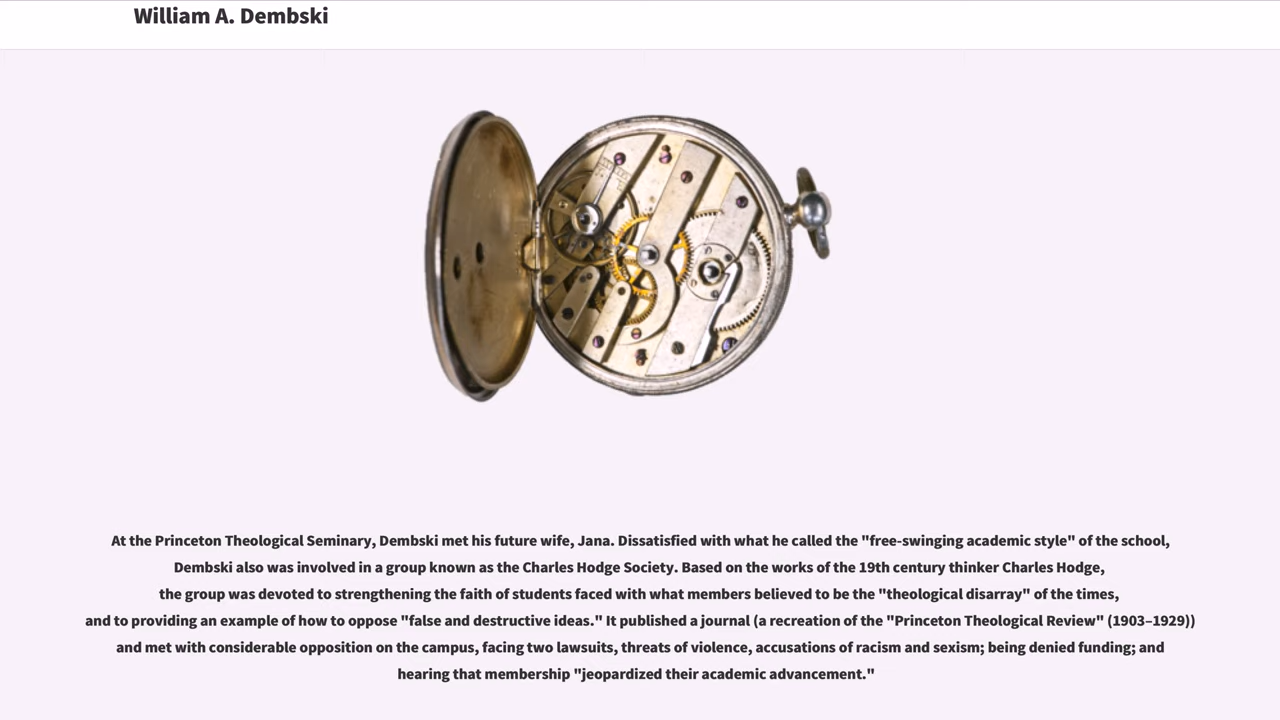 William A. Dembski
At the Princeton Theological Seminary, Dembski met his future wife, Jana. Dissatisfied with what he called the "free-swinging academic style" of the school,
Dembski also was involved in a group known as the Charles Hodge Society. Based on the works of the 19th century thinker Charles Hodge,
the group was devoted to strengthening the faith of students faced with what members believed to be the "theological disarray" of the times,
and to providing an example of how to oppose "false and destructive ideas." It published a journal (a recreation of the "Princeton Theological Review" (1903–1929))
and met with considerable opposition on the campus, facing two lawsuits, threats of violence, accusations of racism and sexism; being denied funding; and
hearing that membership "jeopardized their academic advancement."